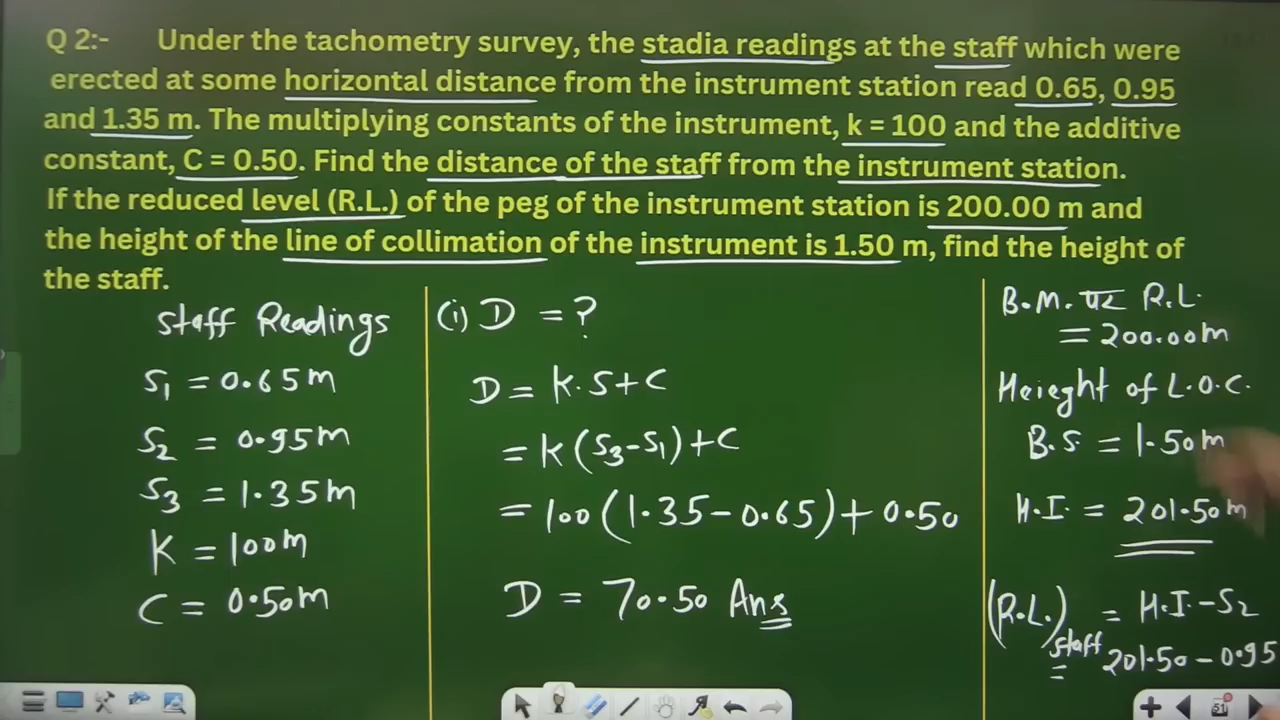 Q 2:- Under the tachometry survey, the stadia readings at the staff which were
erected at some horizontal distance from the instrument station read 0.65, 0.95
and 1.35 m. The multiplying constants of the instrument, k = 100 and the additive
constant, C = 0.50. Find the distance of the staff from the instrument station.
If the reduced level (R.L.) of the peg of the instrument station is 200.00 m and
the height of the line of collimation of the instrument is 1.50 m, find the height of
the staff.
Staff Readings
S₁ = 0.65m
S₂ = 0.95m
S₃ = 1.35m
K = 100m
C = 0.50m
(i) D = ?
D = K.S+C
= K(S₃-S₁)+C
= 100(1.35-0.65)+0.50
D = 70.50 Ans
B.M. पर R.L.
= 200.00m
Heieght of L.O.C.
B.S = 1.50m
H.I. = 201.50m
(R.L.)staff = H.I.-S₂
201.50-0.95
51